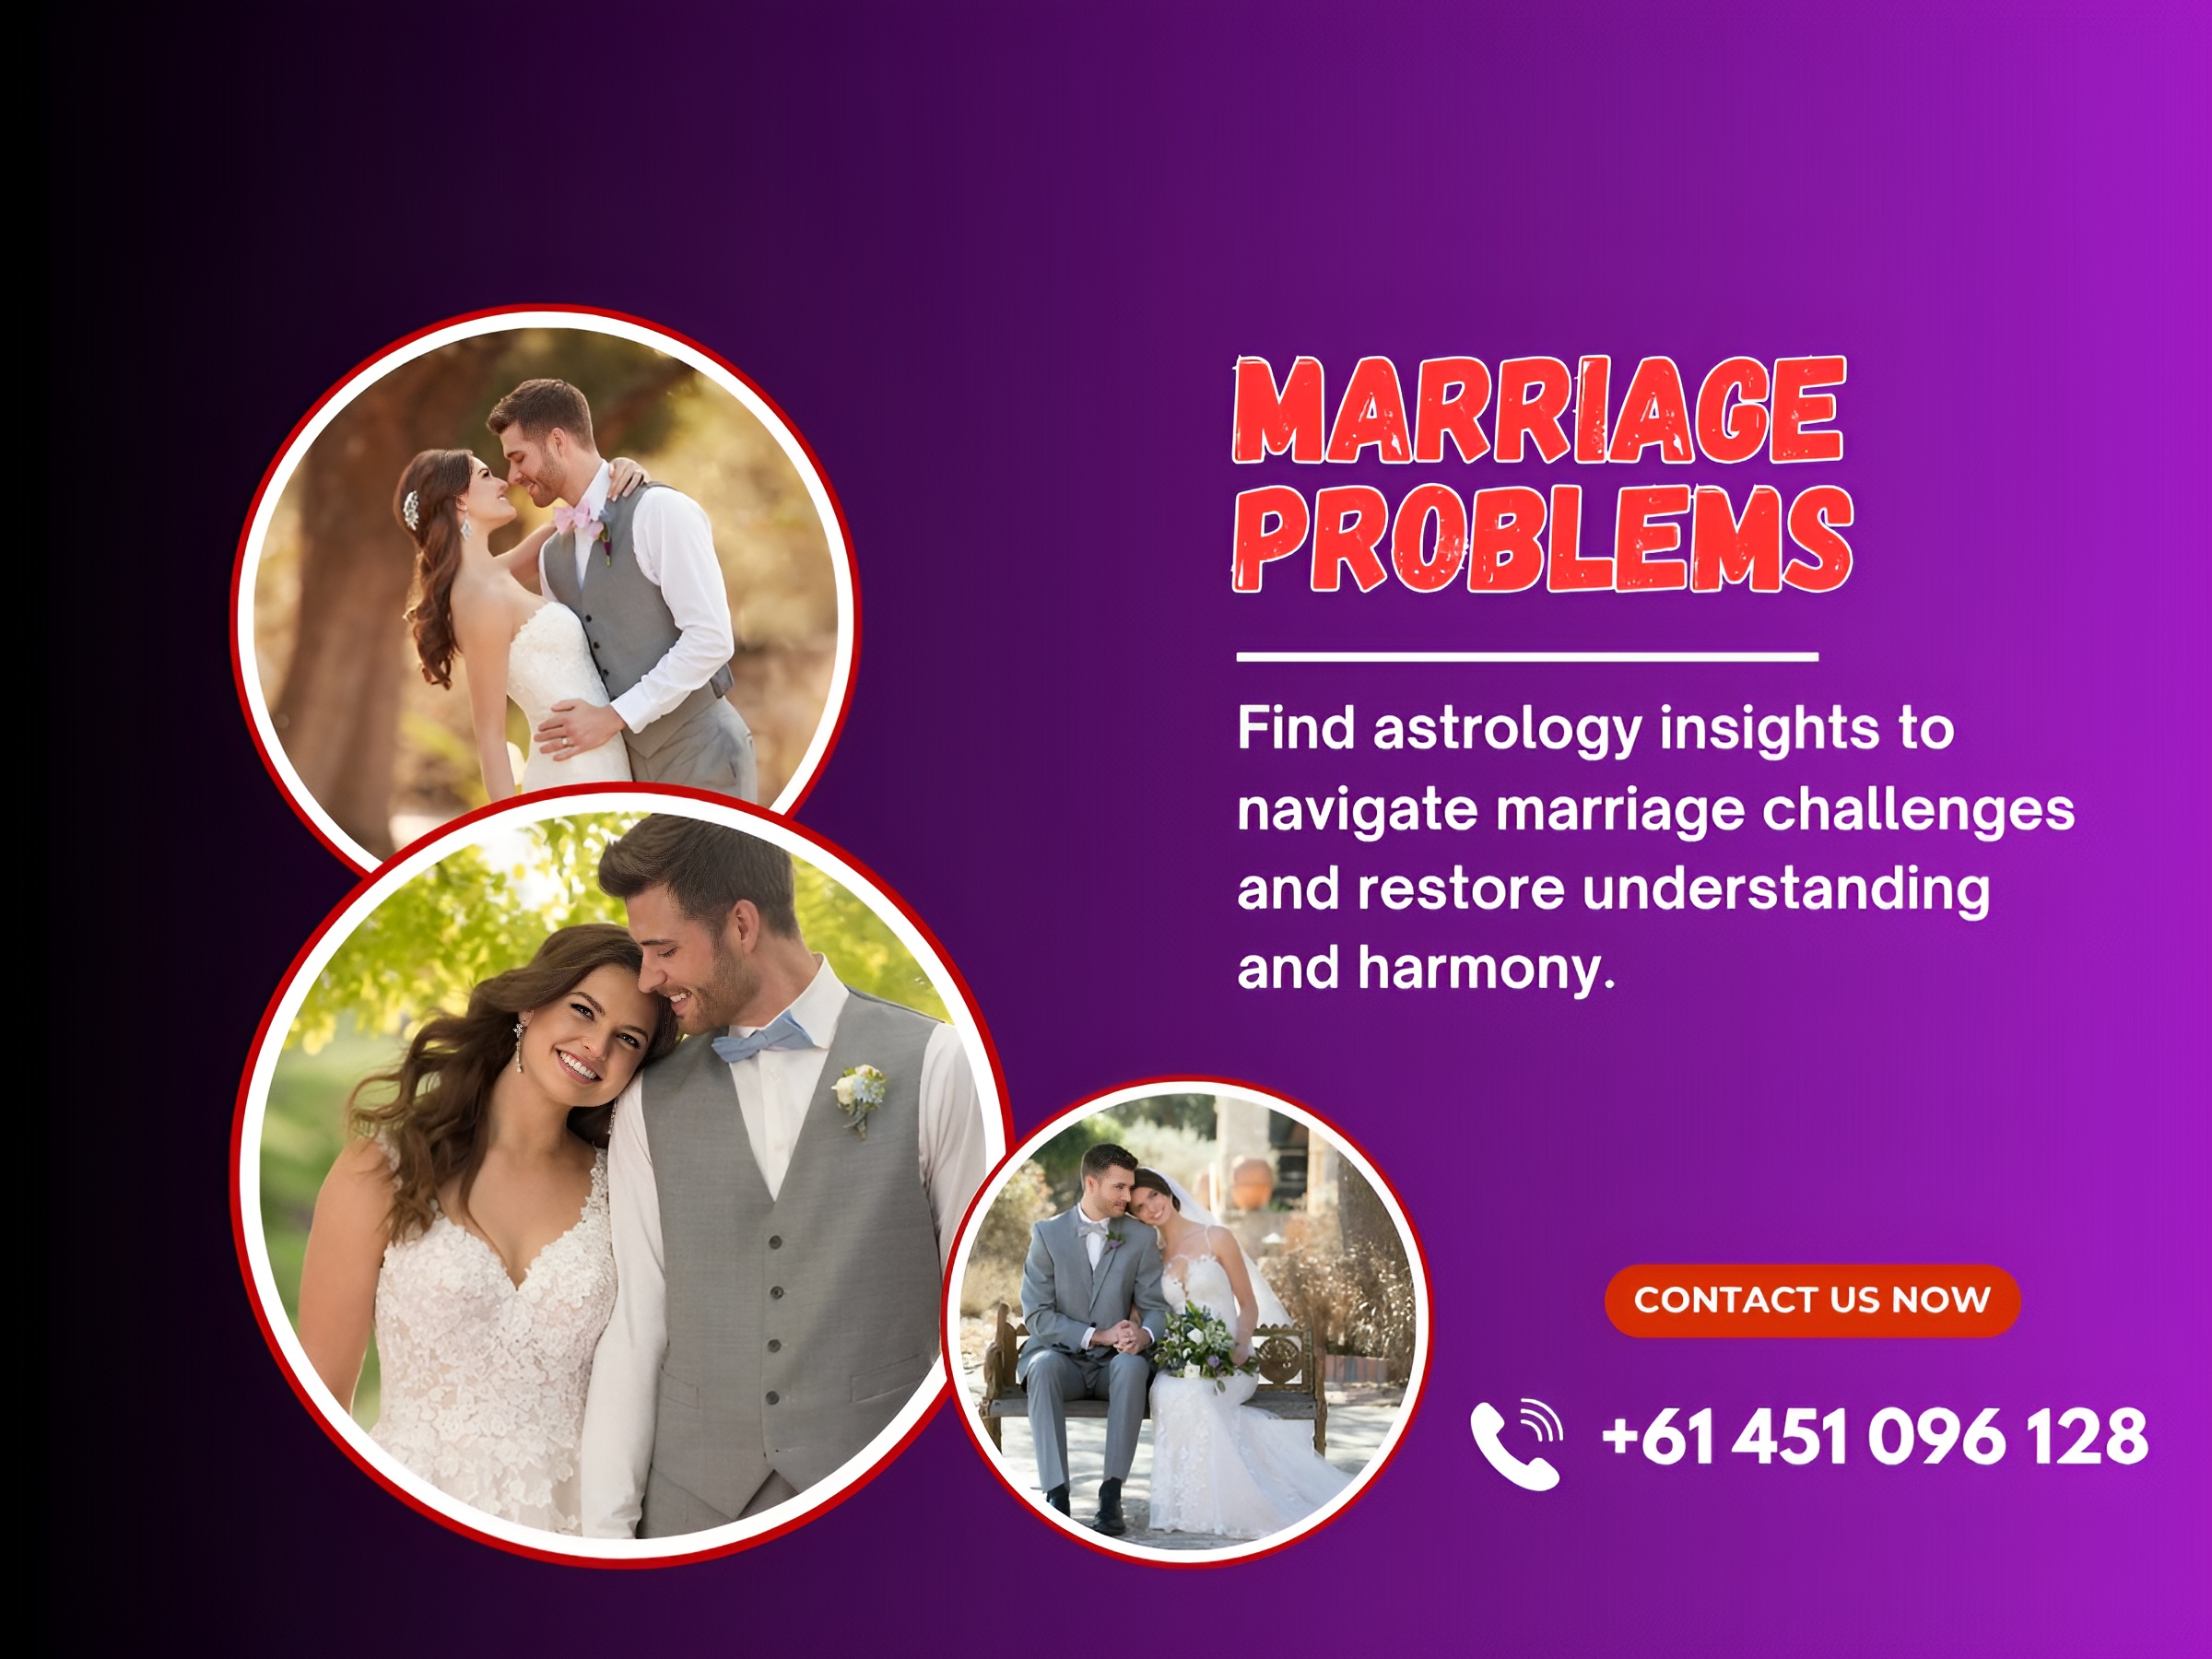 MARRIAGE
PROBLEMS
Find astrology insights to
navigate marriage challenges
and restore understanding
and harmony.
CONTACT US NOW
+61 451 096 128